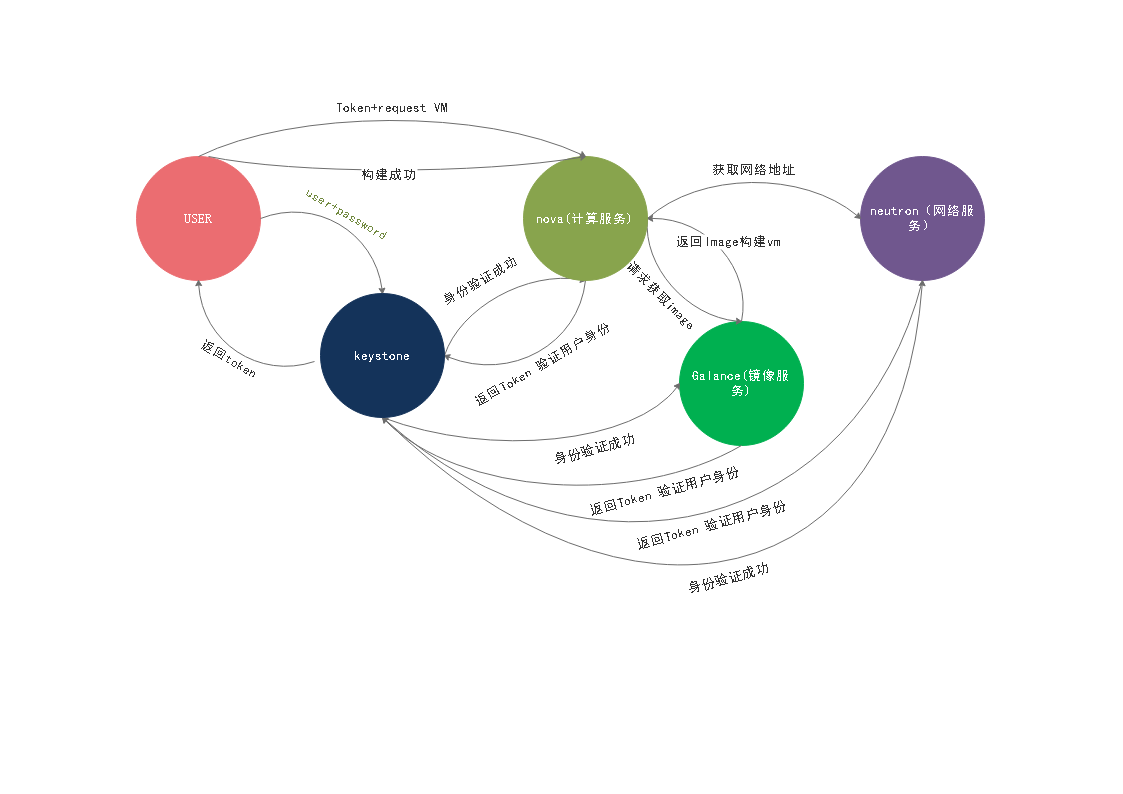 Token+request VM
构建成功
获取网络地址
USER
user+password
nova(计算服务)
neutron（网络服
务）
返回Image构建vm
身份验证成功
请求获取imaga
返回token
keystone
返回Token 验证用户身份
Galance(镜像服
务)
身份验证成功
返回Token 验证用户身份
返回Token 验证用户身份
身份验证成功